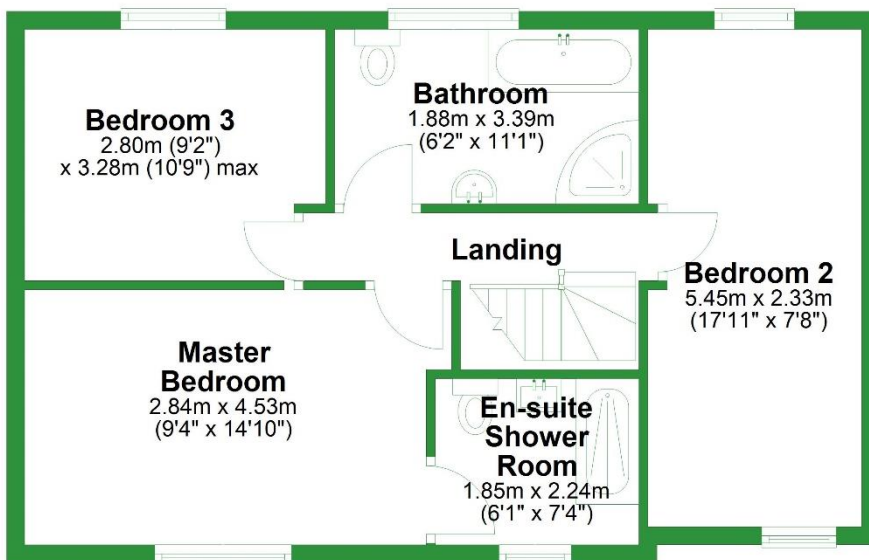 Bedroom 3
2.80m (9'2")
x 3.28m (10'9") max
Bathroom
1.88m x 3.39m
(6'2" x 11'1")
Landing
Bedroom 2
5.45m x 2.33m
(17'11" x 7'8")
Master
Bedroom
2.84m x 4.53m
(9'4" x 14'10")
En-suite
Shower
Room
1.85m x 2.24m
(6'1" x 7'4")